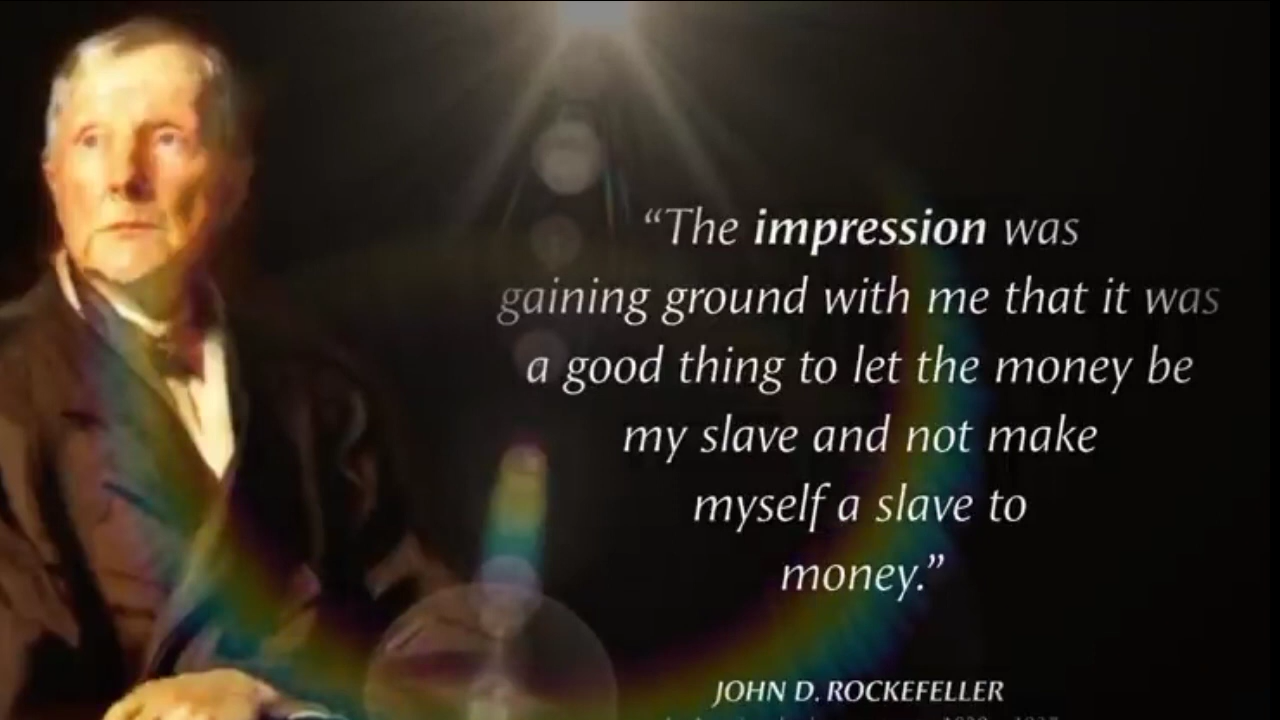 “The impression was
gaining ground with me that it was
a good thing to let the money be
my slave and not make
myself a slave to
money.”
JOHN D. ROCKEFELLER